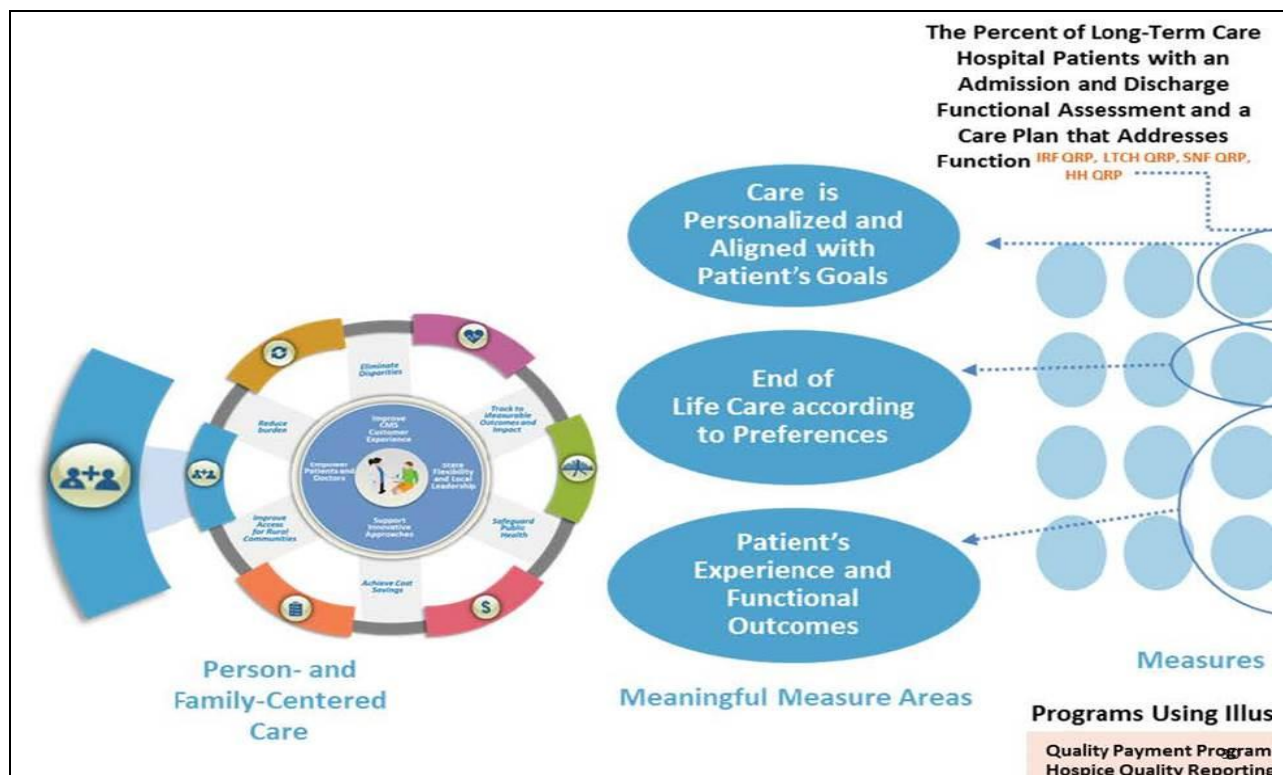 The Percent of Long-Term Care
Hospital Patients with an
Admission and Discharge
Functional Assessment and a
Care Plan that Addresses
Function IRF QRP, LTCH QRP, SNF QRP,
HH QRP
Care is
Personalized and
Aligned with
Patient's Goals
Eliminate
Disparities
Track to
Measurable
Outcomes and
Impact
Reduce
burden
Improve
CMS
Customer
Experience
Empower
Patients and
Doctors
State
Flexibility
and Local
Leadership
Support
Innovative
Approaches
Improve
Access
for Rural
Communities
Safeguard
Public
Health
Achieve Cost
Savings
$
End of
Life Care according
to Preferences
Patient's
Experience and
Functional
Outcomes
Person- and
Family-Centered
Care
Meaningful Measure Areas
Measures
Programs Using Illus
Quality Payment Program
Hospice Quality Reporting